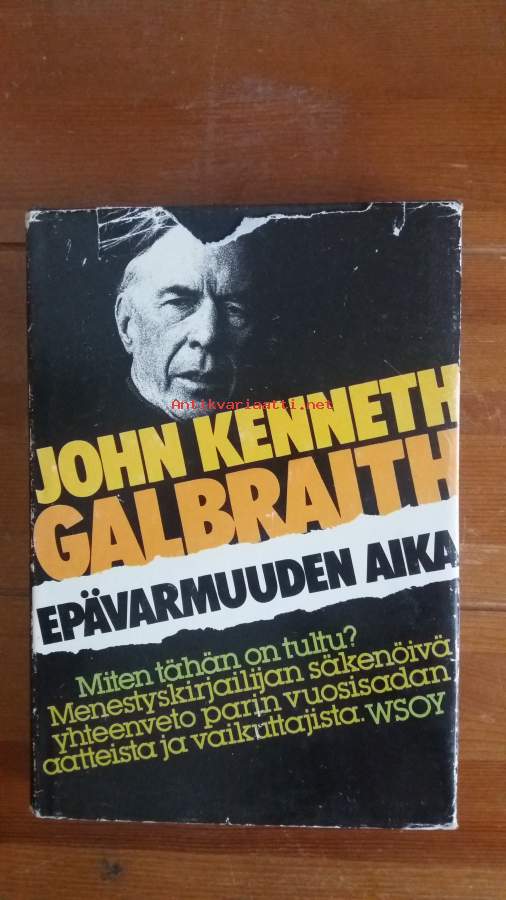 Antikvariaatti.net
JOHN KENNETH
GALBRAITH
EPÄVARMUUDEN AIKA
Miten tähän on tultu?
Menestyskirjailijan säkenöivä
yhteenveto parin vuosisadan
aatteista ja vaikuttajista. WSOY